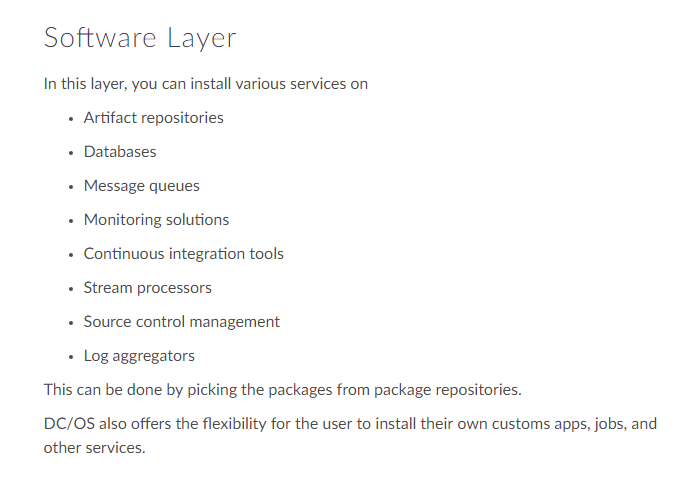 Software Layer
In this layer, you can install various services on
• Artifact repositories
• Databases
• Message queues
• Monitoring solutions
• Continuous integration tools
• Stream processors
• Source control management
• Log aggregators
This can be done by picking the packages from package repositories.
DC/OS also offers the flexibility for the user to install their own customs apps, jobs, and
other services.